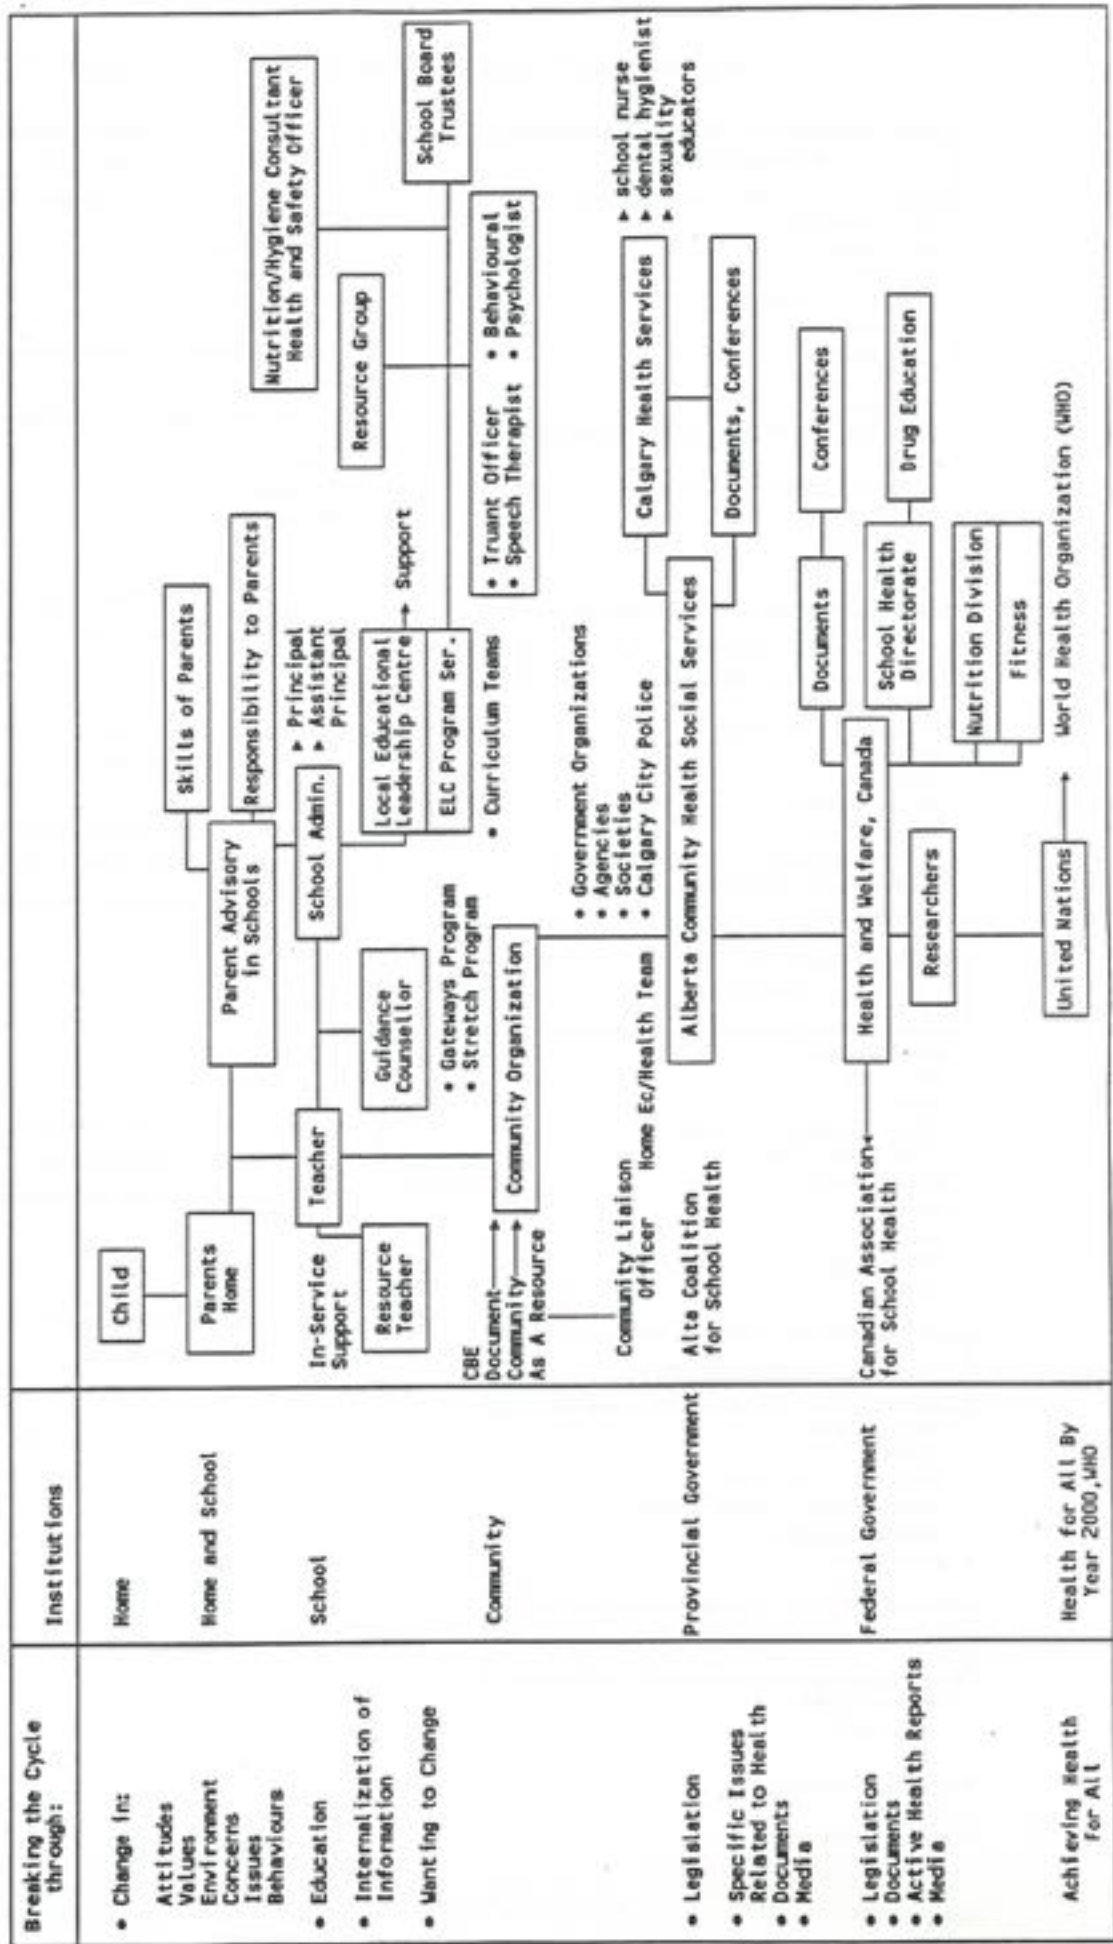 Breaking the Cycle
through:
Institutions
• Change in:
Attitudes
Values
Environment
Concerns
Issues
Behaviours
Home
Child
Home and School
Parents
Home
Parent Advisory
in Schools
Skills of Parents
Responsibility to Parents
• Education
• Internalization of
Information
• Wanting to Change
School
In-Service
Support
Teacher
School Admin.
▶ Principal
▶ Assistant
Principal
Resource
Teacher
Guidance
Counsellor
Local Educational
Leadership Centre
Support
ELC Program Ser.
• Curriculum Teams
Nutrition/Hygiene Consultant
Health and Safety Officer
Resource Group
School Board
Trustees
• Truant Officer
• Speech Therapist
• Behavioural
• Psychologist
• Gateways Program
• Stretch Program
Community
CBE
Document
Community
As A Resource
Community Organization
• Government Organizations
• Agencies
• Societies
• Calgary City Police
Community Liaison
Officer
Home Ec/Health Team
• Legislation
• Specific Issues
Related to Health
• Documents
• Media
Provincial Government
Alta Coalition
for School Health
Alberta Community Health Social Services
Calgary Health Services
▶ school nurse
▶ dental hygienist
▶ sexuality
educators
Documents, Conferences
• Legislation
• Documents
• Active Health Reports
• Media
Federal Government
Canadian Association
for School Health
Health and Welfare, Canada
Documents
Conferences
School Health
Directorate
Drug Education
Nutrition Division
Fitness
Researchers
Achieving Health
For All
Health for All By
Year 2000,WHO
United Nations
World Health Organization (WHO)